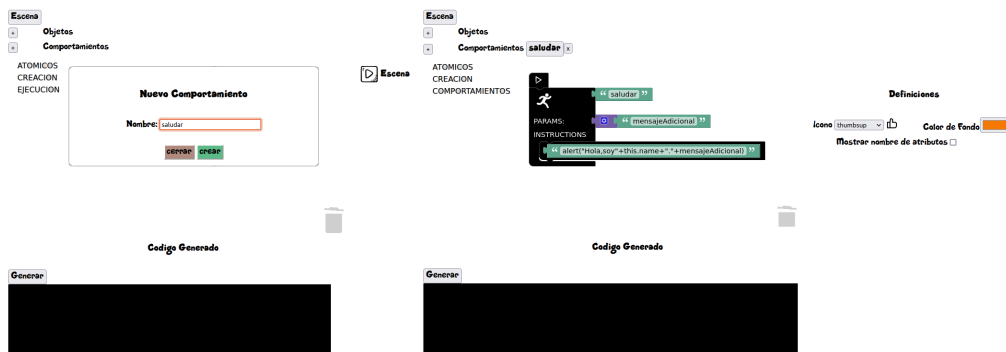 Escena
+ Objetos
+ Comportamientos
ATOMICOS
CREACION
EJECUCION
Nuevo Comportamiento
Nombre: saludar
cerrar crear
Codigo Generado
Generar
Escena
Escena
+ Objetos
+ Comportamientos saludar x
ATOMICOS
CREACION
COMPORTAMIENTOS
“ saludar ”
PARAMS: “ mensajeAdicional ”
INSTRUCTIONS
“ alert("Hola,soy"+this.name+"."+mensajeAdicional) ”
Codigo Generado
Generar
Definiciones
Icono thumbsup Color de Fondo
Mostrar nombre de atributos